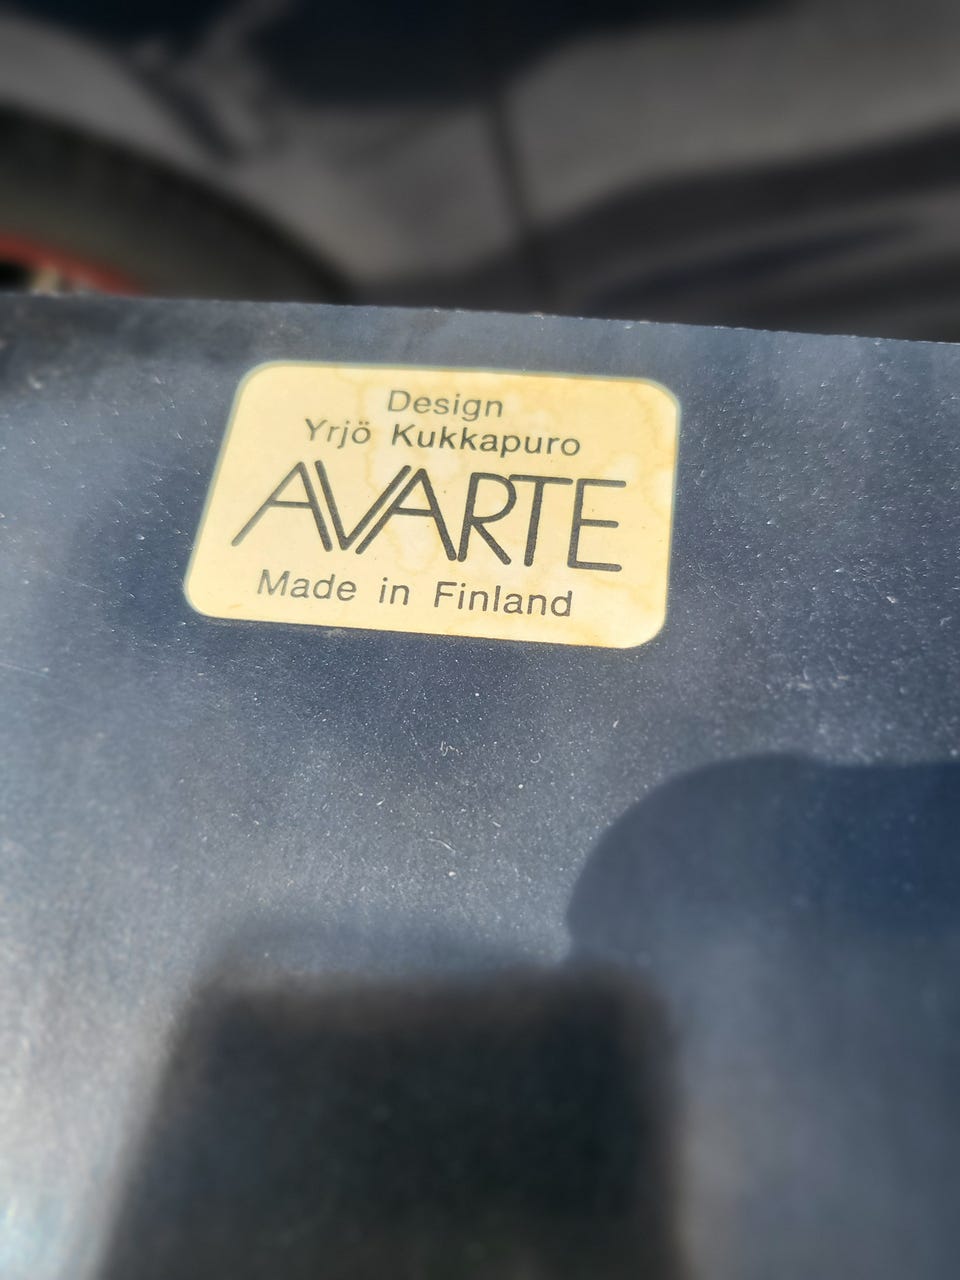 Design
Yrjö Kukkapuro
AVARTE
Made in Finland